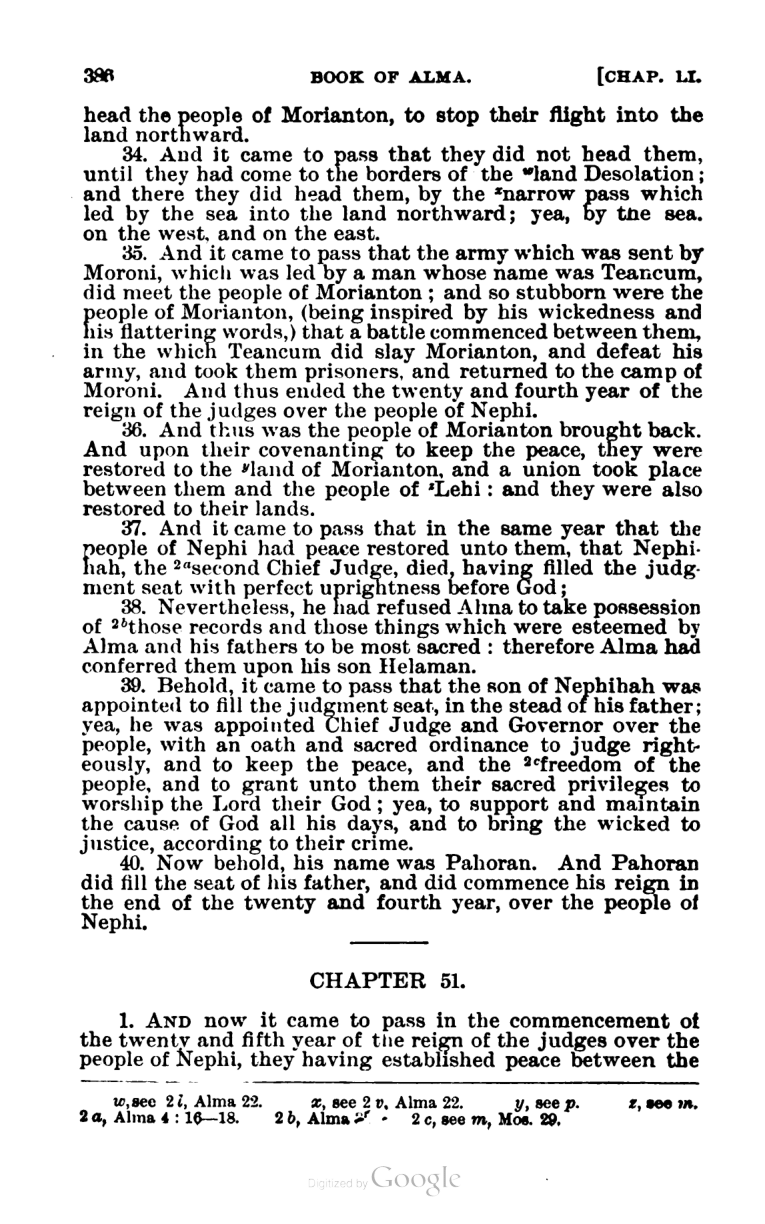 386 BOOK OF ALMA. [CHAP. LI.
head the people of Morianton, to stop their flight into the
land northward.
34. And it came to pass that they did not head them,
until they had come to the borders of the ʷland Desolation;
and there they did head them, by the ˣnarrow pass which
led by the sea into the land northward; yea, by the sea.
on the west, and on the east.
35. And it came to pass that the army which was sent by
Moroni, which was led by a man whose name was Teancum,
did meet the people of Morianton; and so stubborn were the
people of Morianton, (being inspired by his wickedness and
his flattering words,) that a battle commenced between them,
in the which Teancum did slay Morianton, and defeat his
army, and took them prisoners, and returned to the camp of
Moroni. And thus ended the twenty and fourth year of the
reign of the judges over the people of Nephi.
36. And thus was the people of Morianton brought back.
And upon their covenanting to keep the peace, they were
restored to the ʸland of Morianton, and a union took place
between them and the people of ᶻLehi: and they were also
restored to their lands.
37. And it came to pass that in the same year that the
people of Nephi had peace restored unto them, that Nephi-
hah, the ²ᵃsecond Chief Judge, died, having filled the judg-
ment seat with perfect uprightness before God;
38. Nevertheless, he had refused Alma to take possession
of ²ᵇthose records and those things which were esteemed by
Alma and his fathers to be most sacred: therefore Alma had
conferred them upon his son Helaman.
39. Behold, it came to pass that the son of Nephihah was
appointed to fill the judgment seat, in the stead of his father;
yea, he was appointed Chief Judge and Governor over the
people, with an oath and sacred ordinance to judge right-
eously, and to keep the peace, and the ²ᶜfreedom of the
people, and to grant unto them their sacred privileges to
worship the Lord their God; yea, to support and maintain
the cause of God all his days, and to bring the wicked to
justice, according to their crime.
40. Now behold, his name was Pahoran. And Pahoran
did fill the seat of his father, and did commence his reign in
the end of the twenty and fourth year, over the people of
Nephi.
CHAPTER 51.
1. AND now it came to pass in the commencement of
the twenty and fifth year of the reign of the judges over the
people of Nephi, they having established peace between the
w, see 2 l, Alma 22. x, see 2 v, Alma 22. y, see p. z, see m.
2 a, Alma 4: 16—18. 2 b, Alma 2 c, see m, Mos. 29.
Digitized by Google